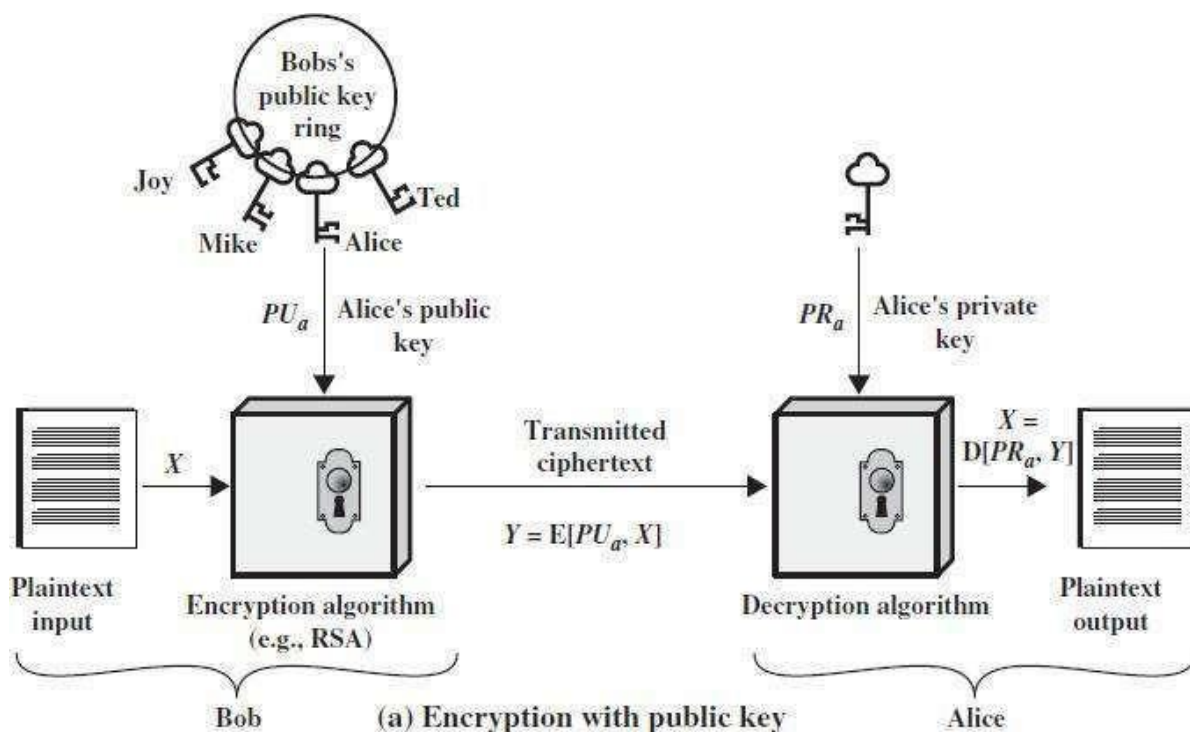 Bobs's
public key
ring
Joy
Ted
Mike
Alice
PUa
Alice's public
key
PRa
Alice's private
key
X
Transmitted
ciphertext
X =
D[PRa, Y]
Y = E[PUa, X]
Plaintext
input
Encryption algorithm
(e.g., RSA)
Decryption algorithm
Plaintext
output
Bob
(a) Encryption with public key
Alice